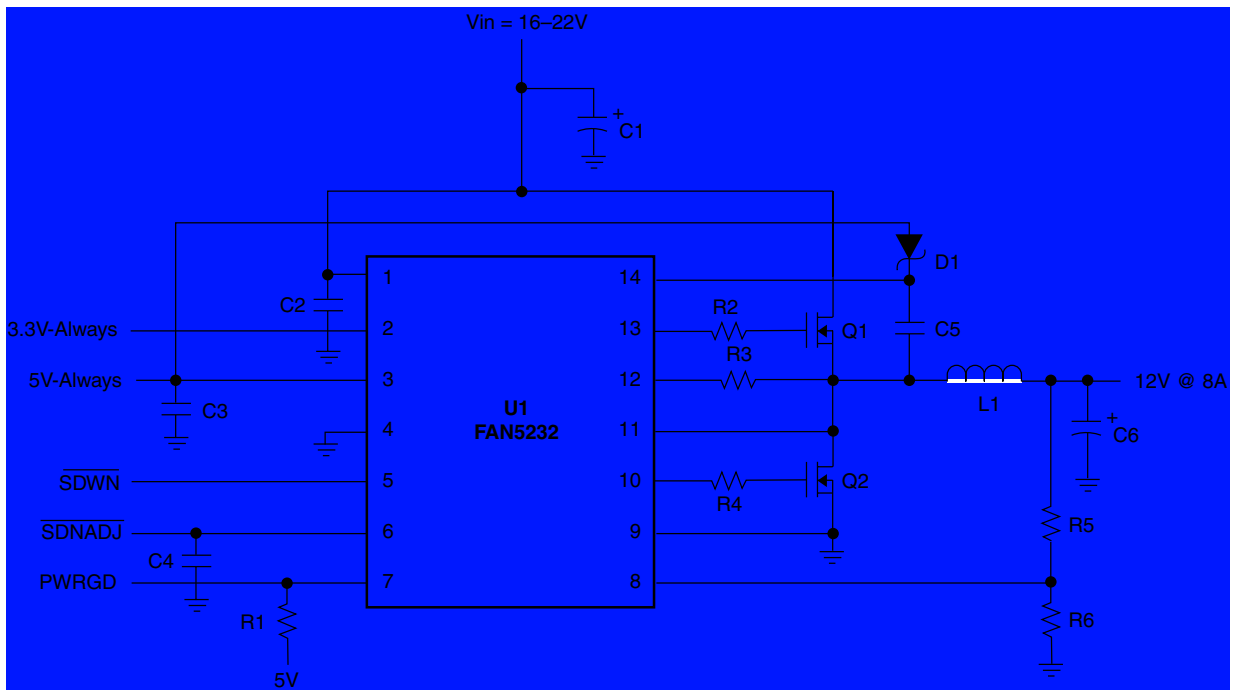 Vin = 16–22V
+
C1
D1
1
14
C2
R2
3.3V-Always
2
13
Q1
C5
R3
5V-Always
3
12
12V @ 8A
L1
C3
U1
FAN5232
4
11
+
C6
SDWN
5
10
Q2
R4
SDNADJ
6
9
R5
C4
PWRGD
7
8
R1
R6
5V